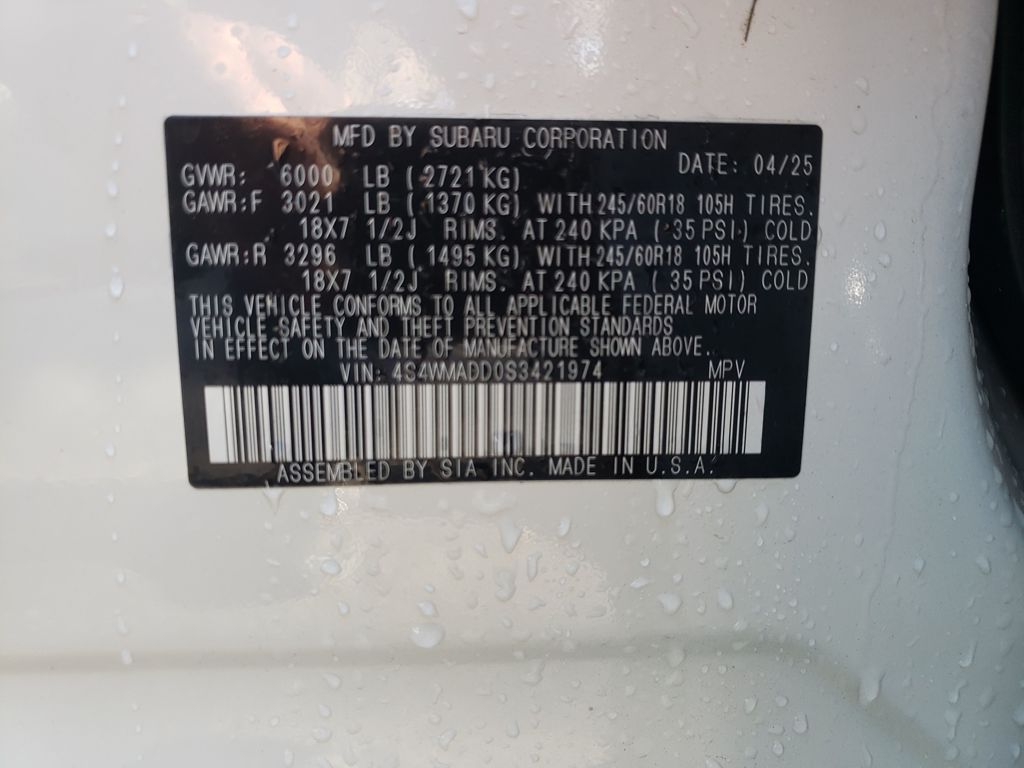 MFD BY SUBARU CORPORATION
DATE: 04/25
GVWR: 6000 LB ( 2721 KG)
GAWR:F 3021 LB ( 1370 KG) WITH 245/60R18 105H TIRES.
18X7 1/2J RIMS. AT 240 KPA ( 35 PSI) COLD
GAWR:R 3296 LB ( 1495 KG) WITH 245/60R18 105H TIRES.
18X7 1/2J RIMS. AT 240 KPA ( 35 PSI) COLD
THIS VEHICLE CONFORMS TO ALL APPLICABLE FEDERAL MOTOR
VEHICLE SAFETY AND THEFT PREVENTION STANDARDS
IN EFFECT ON THE DATE OF MANUFACTURE SHOWN ABOVE.
VIN: 4S4WMADD0S3421974 MPV
ASSEMBLED BY SIA INC. MADE IN U.S.A.